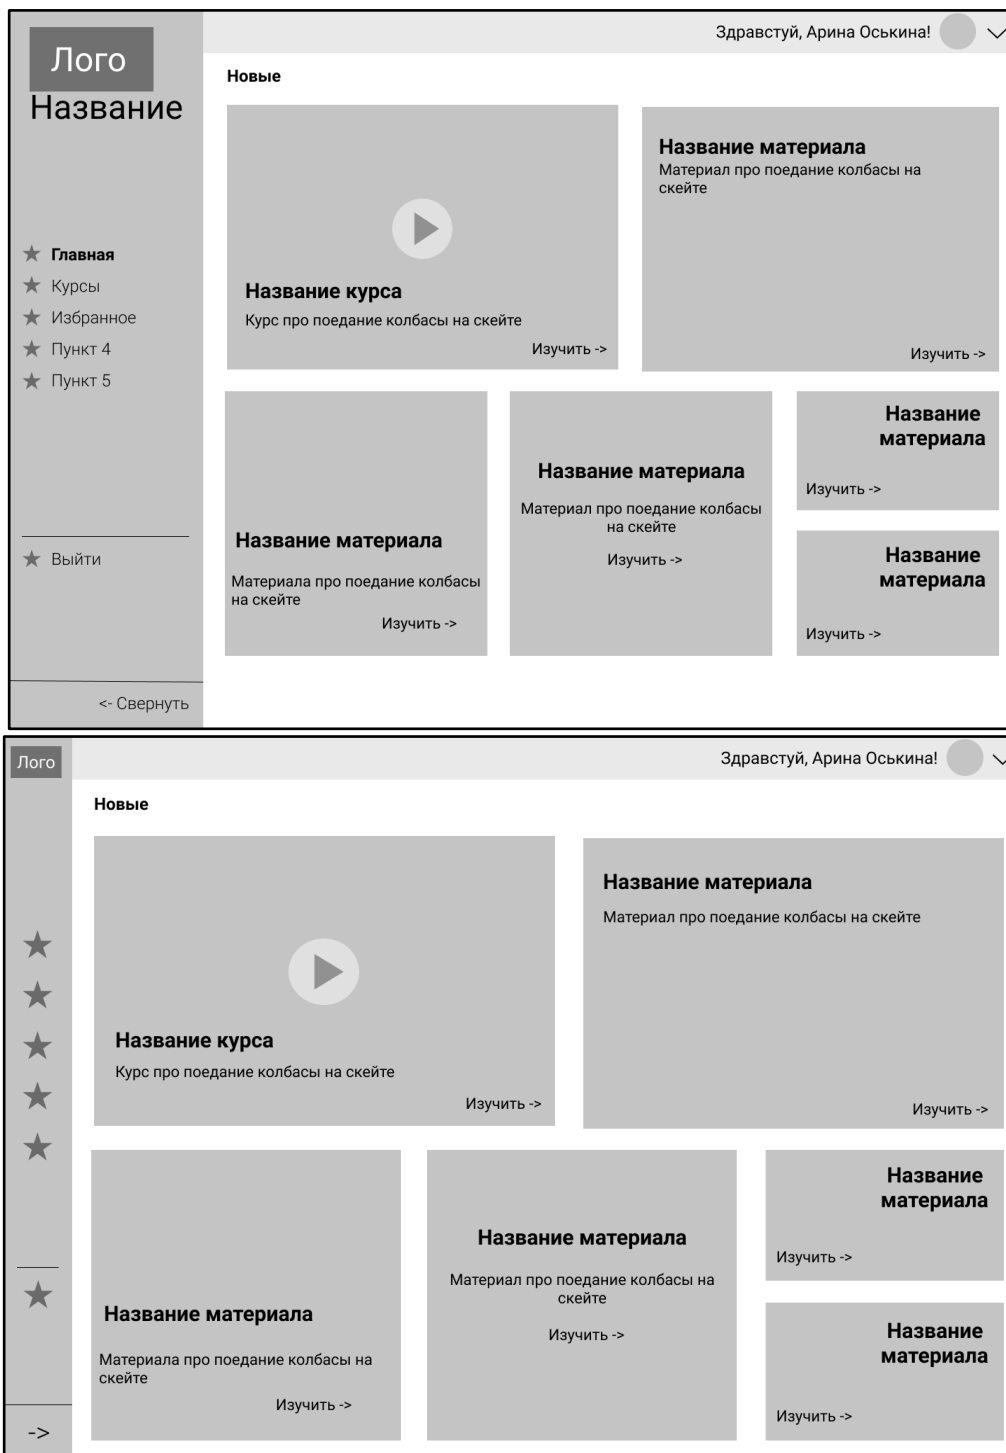 Лого
Название
Главная
Курсы
Избранное
Пункт 4
Пункт 5
Выйти
<- Свернуть
Здравстуй, Арина Оськина!
Новые
Название курса
Курс про поедание колбасы на скейте
Изучить ->
Название материала
Материал про поедание колбасы на
скейте
Изучить ->
Название материала
Материала про поедание колбасы
на скейте
Изучить ->
Название материала
Материал про поедание колбасы
на скейте
Изучить ->
Название
материала
Изучить ->
Название
материала
Изучить ->
Лого
->
Здравстуй, Арина Оськина!
Новые
Название курса
Курс про поедание колбасы на скейте
Изучить ->
Название материала
Материал про поедание колбасы на скейте
Изучить ->
Название материала
Материала про поедание колбасы на
скейте
Изучить ->
Название материала
Материал про поедание колбасы на
скейте
Изучить ->
Название
материала
Изучить ->
Название
материала
Изучить ->